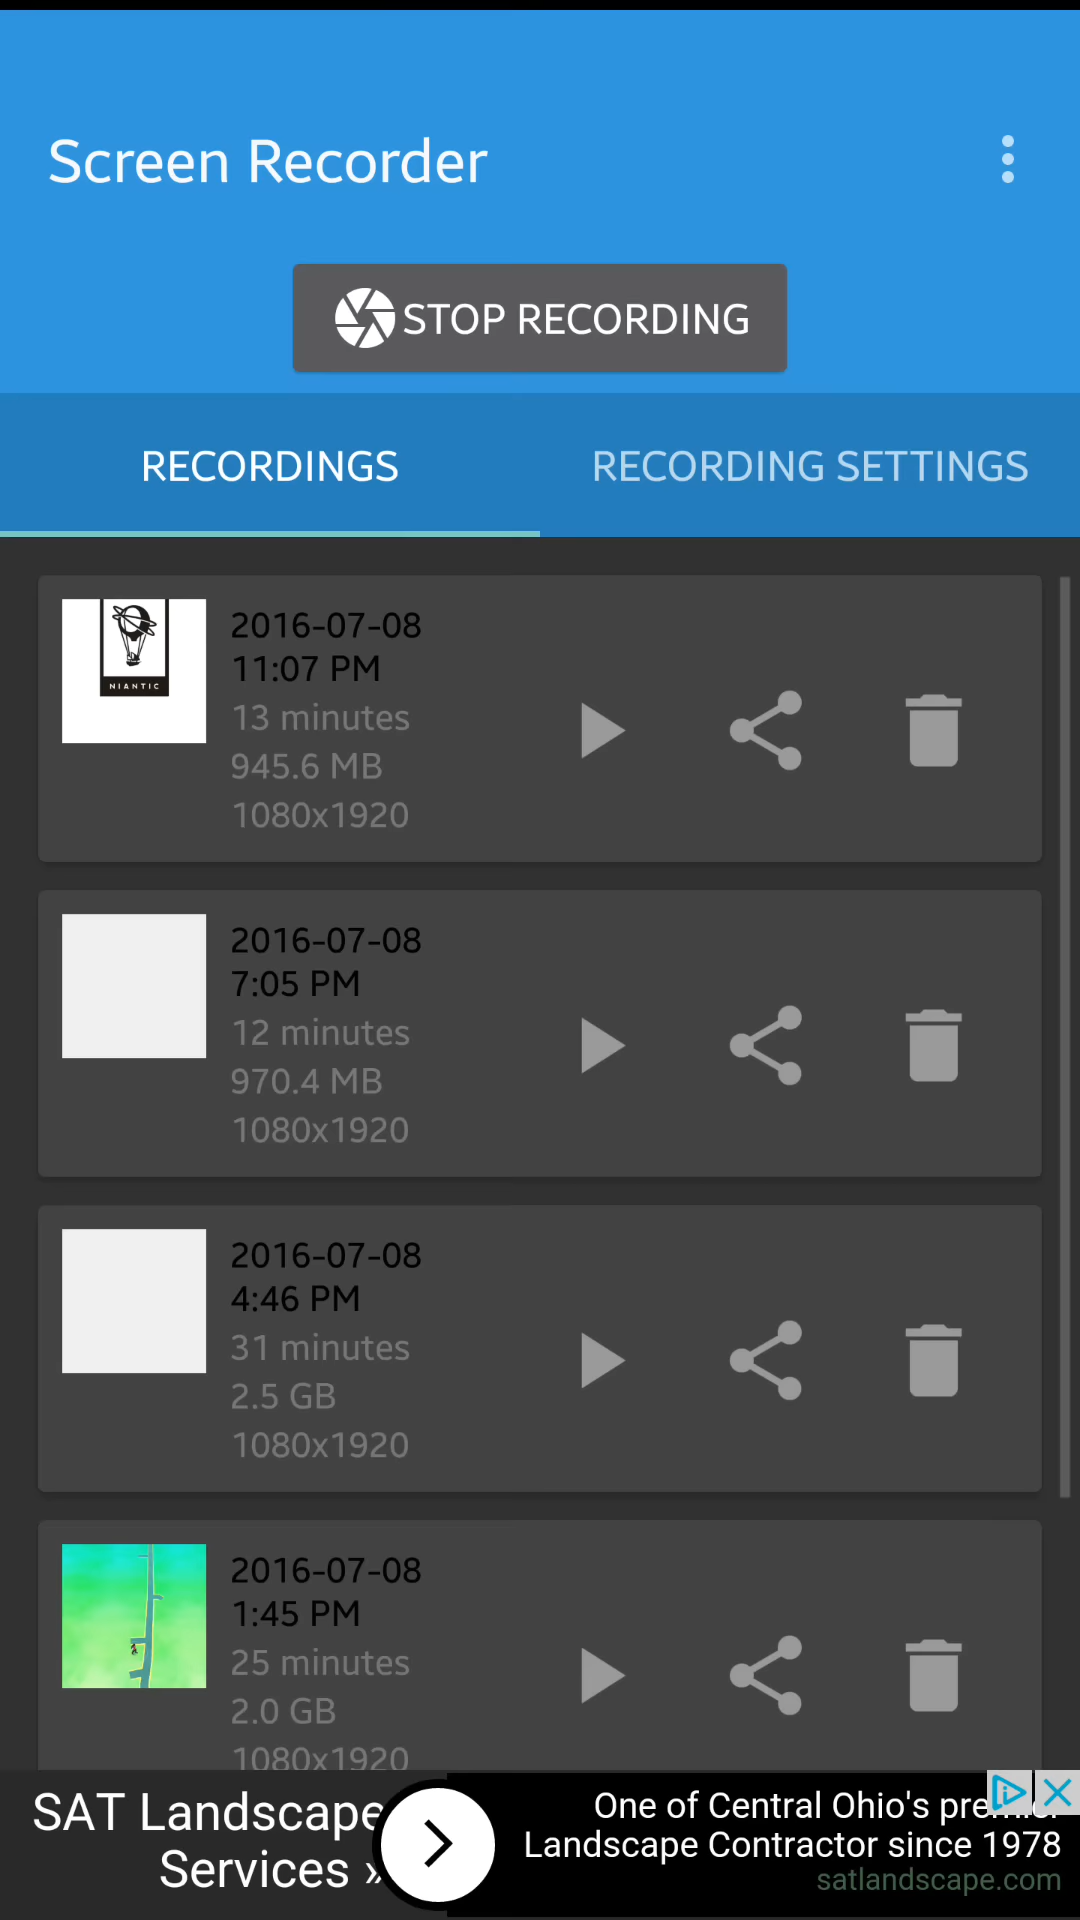 Screen Recorder
STOP RECORDING
RECORDINGS
RECORDING SETTINGS
NIANTIC
2016-07-08
11:07 PM
13 minutes
945.6 MB
1080x1920
2016-07-08
7:05 PM
12 minutes
970.4 MB
1080x1920
2016-07-08
4:46 PM
31 minutes
2.5 GB
1080x1920
2016-07-08
1:45 PM
25 minutes
2.0 GB
1080x1920
SAT Landscape
Services »
One of Central Ohio's premier
Landscape Contractor since 1978
satlandscape.com